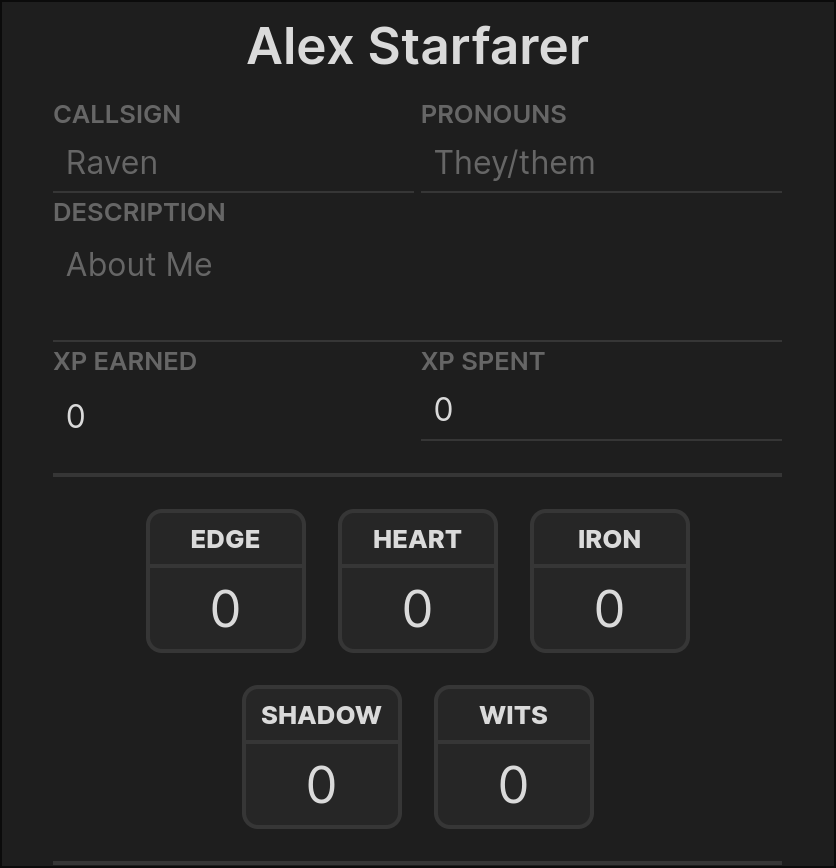 Alex Starfarer
CALLSIGN PRONOUNS
Raven They/them
DESCRIPTION
About Me
XP EARNED XP SPENT
0 0
EDGE HEART IRON
0 0 0
SHADOW WITS
0 0